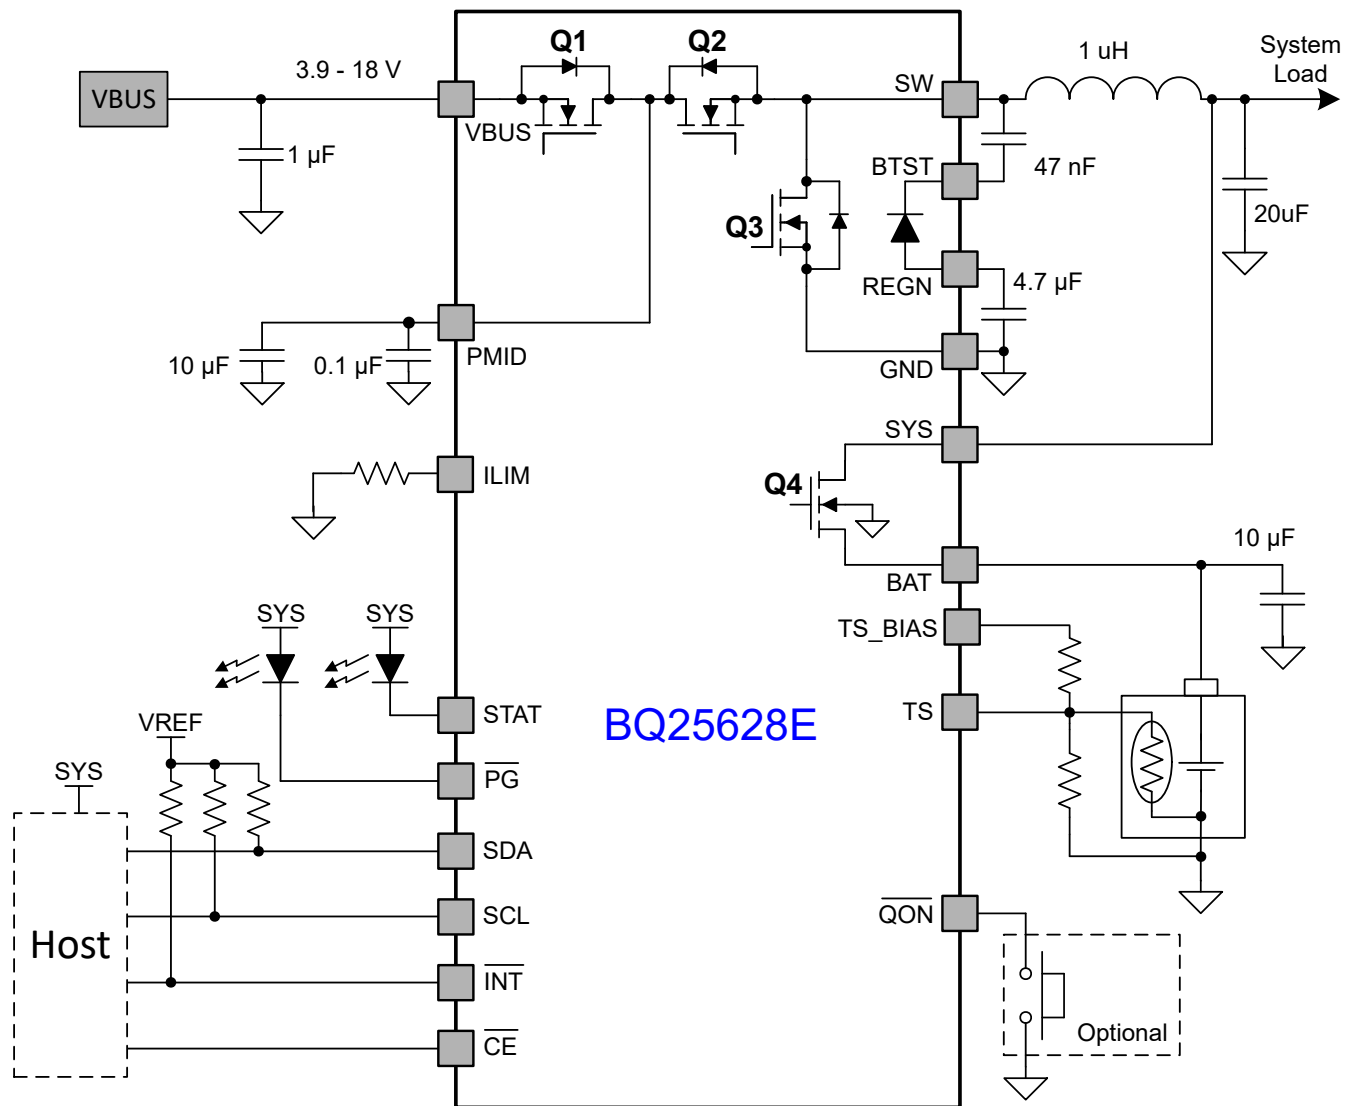 Q1
Q2
System
Load
1 uH
3.9 - 18 V
SW
VBUS
VBUS
1 µF
BTST
47 nF
20uF
Q3
REGN
4.7 µF
PMID
10 µF
0.1 µF
GND
SYS
ILIM
Q4
10 µF
BAT
SYS
SYS
TS_BIAS
STAT
TS
BQ25628E
VREF
SYS
PG
SDA
SCL
QON
Host
INT
Optional
CE